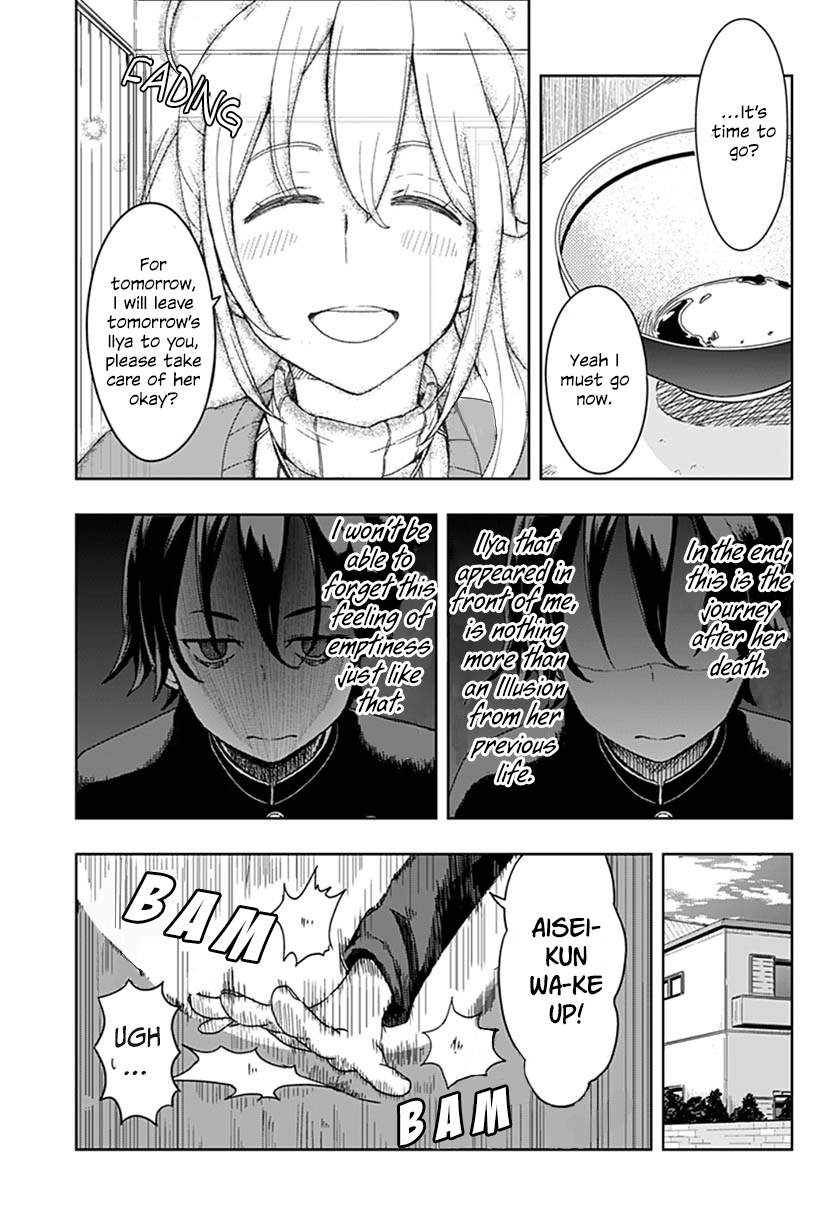 ...It's
time to
go?
Yeah I
must go
now.
FADING
For
tomorrow,
I will leave
tomorrow's
Ilya to you,
please take
care of her
okay?
In the end,
this is the
journey
after her
death.
Ilya that
appeared in
front of me,
is nothing
more than
an Illusion
from her
previous
life.
I won't be
able to
forget this
feeling of
emptiness
just like
that.
AISEI-
KUN
WA-KE
UP!
BAM
BAM
UGH
...